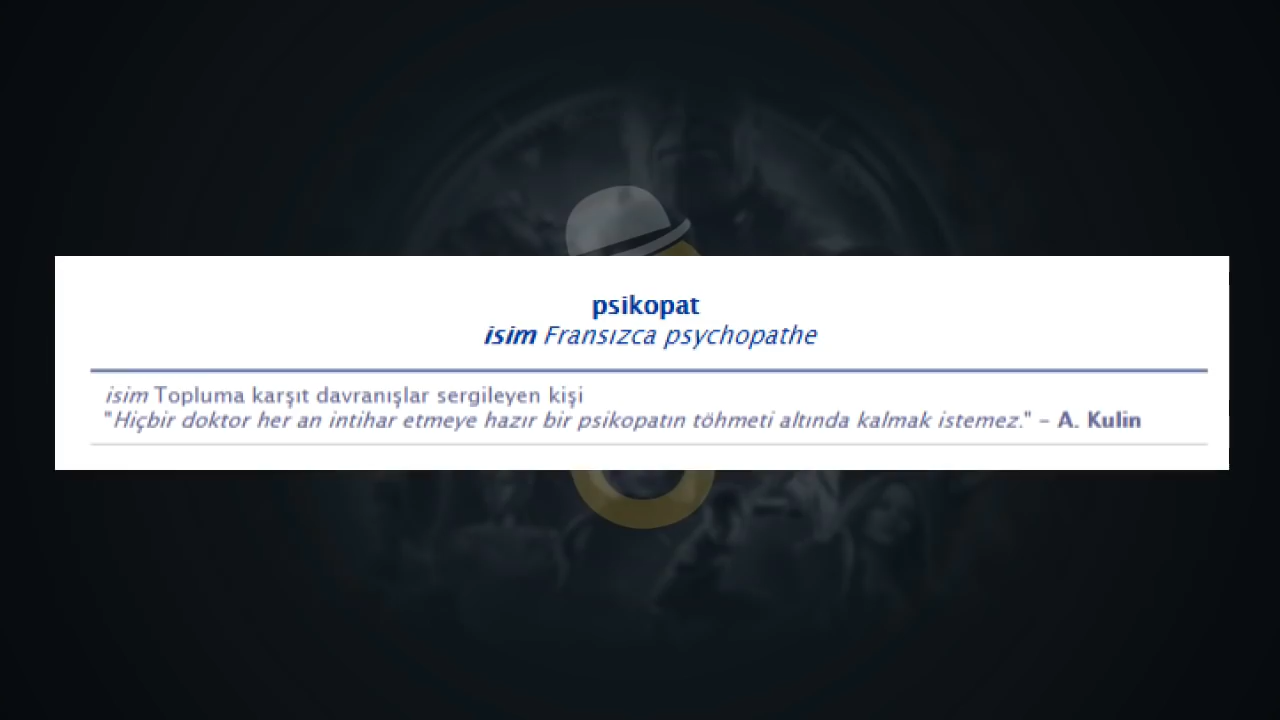 psikopat
isim Fransızca psychopathe
isim Topluma karşıt davranışlar sergileyen kişi
"Hiçbir doktor her an intihar etmeye hazır bir psikopatın töhmeti altında kalmak istemez." - A. Kulin